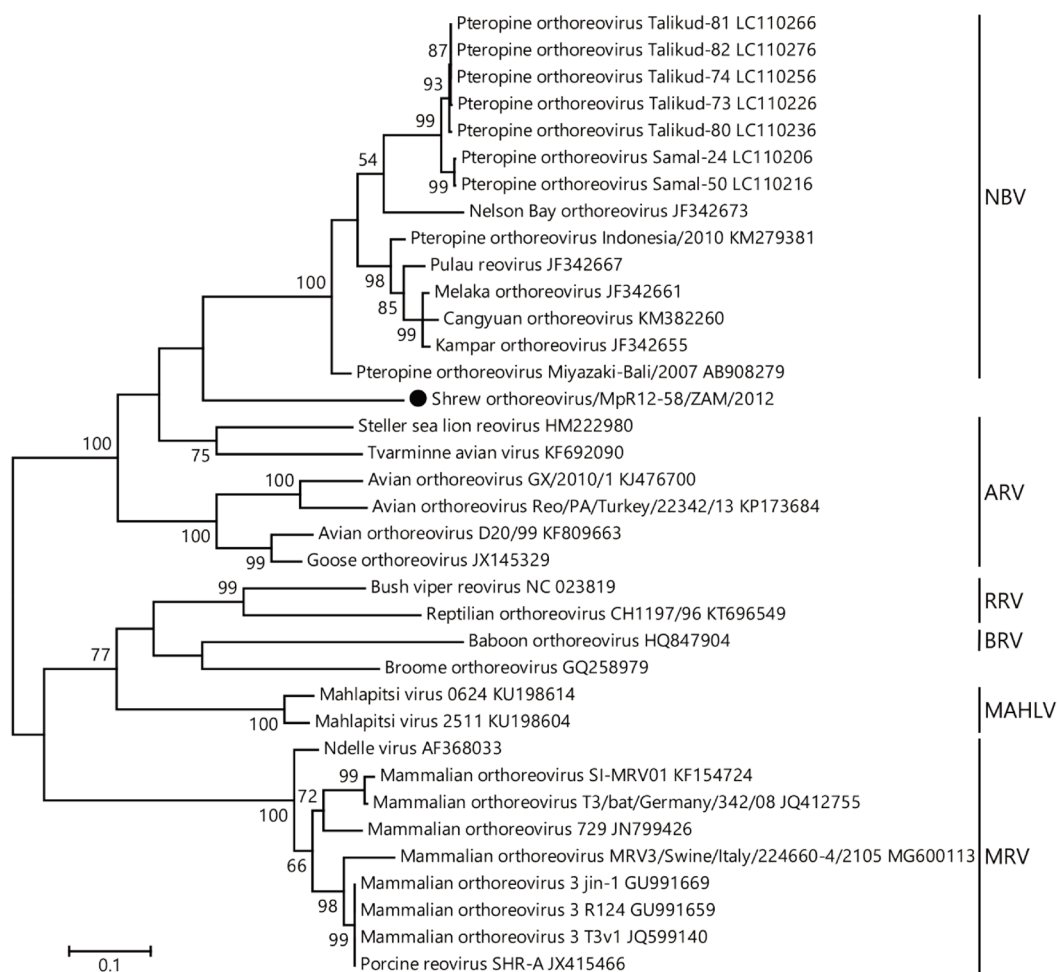 Pteropine orthoreovirus Talikud-81 LC110266
87
Pteropine orthoreovirus Talikud-82 LC110276
Pteropine orthoreovirus Talikud-74 LC110256
93
Pteropine orthoreovirus Talikud-73 LC110226
99
Pteropine orthoreovirus Talikud-80 LC110236
54
Pteropine orthoreovirus Samal-24 LC110206
99
Pteropine orthoreovirus Samal-50 LC110216
NBV
Nelson Bay orthoreovirus JF342673
Pteropine orthoreovirus Indonesia/2010 KM279381
Pulau reovirus JF342667
98
100
Melaka orthoreovirus JF342661
85
Cangyuan orthoreovirus KM382260
99
Kampar orthoreovirus JF342655
Pteropine orthoreovirus Miyazaki-Bali/2007 AB908279
Shrew orthoreovirus/MpR12-58/ZAM/2012
Steller sea lion reovirus HM222980
100
75
Tvarminne avian virus KF692090
100
Avian orthoreovirus GX/2010/1 KJ476700
ARV
Avian orthoreovirus Reo/PA/Turkey/22342/13 KP173684
100
Avian orthoreovirus D20/99 KF809663
99
Goose orthoreovirus JX145329
99
Bush viper reovirus NC 023819
RRV
Reptilian orthoreovirus CH1197/96 KT696549
Baboon orthoreovirus HQ847904
BRV
77
Broome orthoreovirus GQ258979
Mahlapitsi virus 0624 KU198614
MAHLV
100
Mahlapitsi virus 2511 KU198604
Ndelle virus AF368033
99
Mammalian orthoreovirus SI-MRV01 KF154724
72
Mammalian orthoreovirus T3/bat/Germany/342/08 JQ412755
100
Mammalian orthoreovirus 729 JN799426
Mammalian orthoreovirus MRV3/Swine/Italy/224660-4/2105 MG600113
MRV
66
Mammalian orthoreovirus 3 jin-1 GU991669
98
Mammalian orthoreovirus 3 R124 GU991659
99
Mammalian orthoreovirus 3 T3v1 JQ599140
Porcine reovirus SHR-A JX415466
0.1